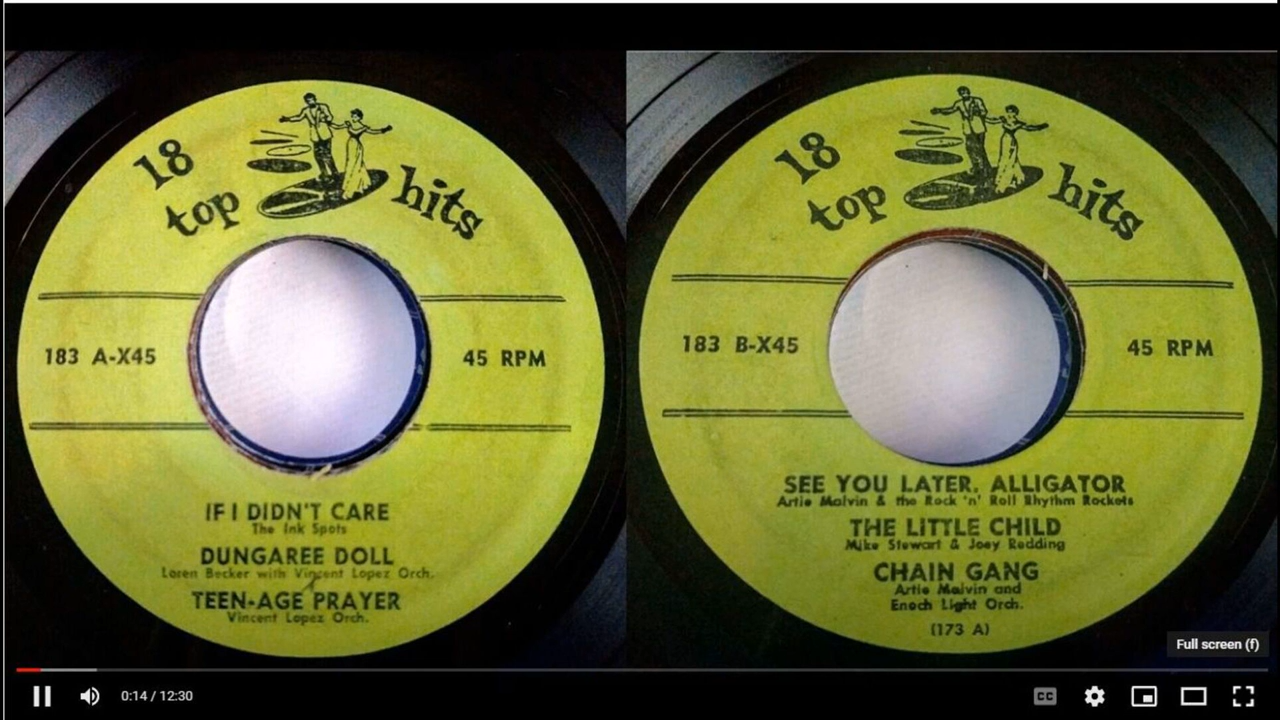 18
top hits
183 A-X45 45 RPM
IF I DIDN'T CARE
The Ink Spots
DUNGAREE DOLL
Loren Becker with Vincent Lopez Orch.
TEEN-AGE PRAYER
Vincent Lopez Orch.
18
top hits
183 B-X45 45 RPM
SEE YOU LATER, ALLIGATOR
Artie Malvin & the Rock 'n' Roll Rhythm Rockets
THE LITTLE CHILD
Mike Stewart & Joey Redding
CHAIN GANG
Artie Malvin and
Enoch Light Orch.
(173 A)
Full screen (f)
0:14 / 12:30
CC